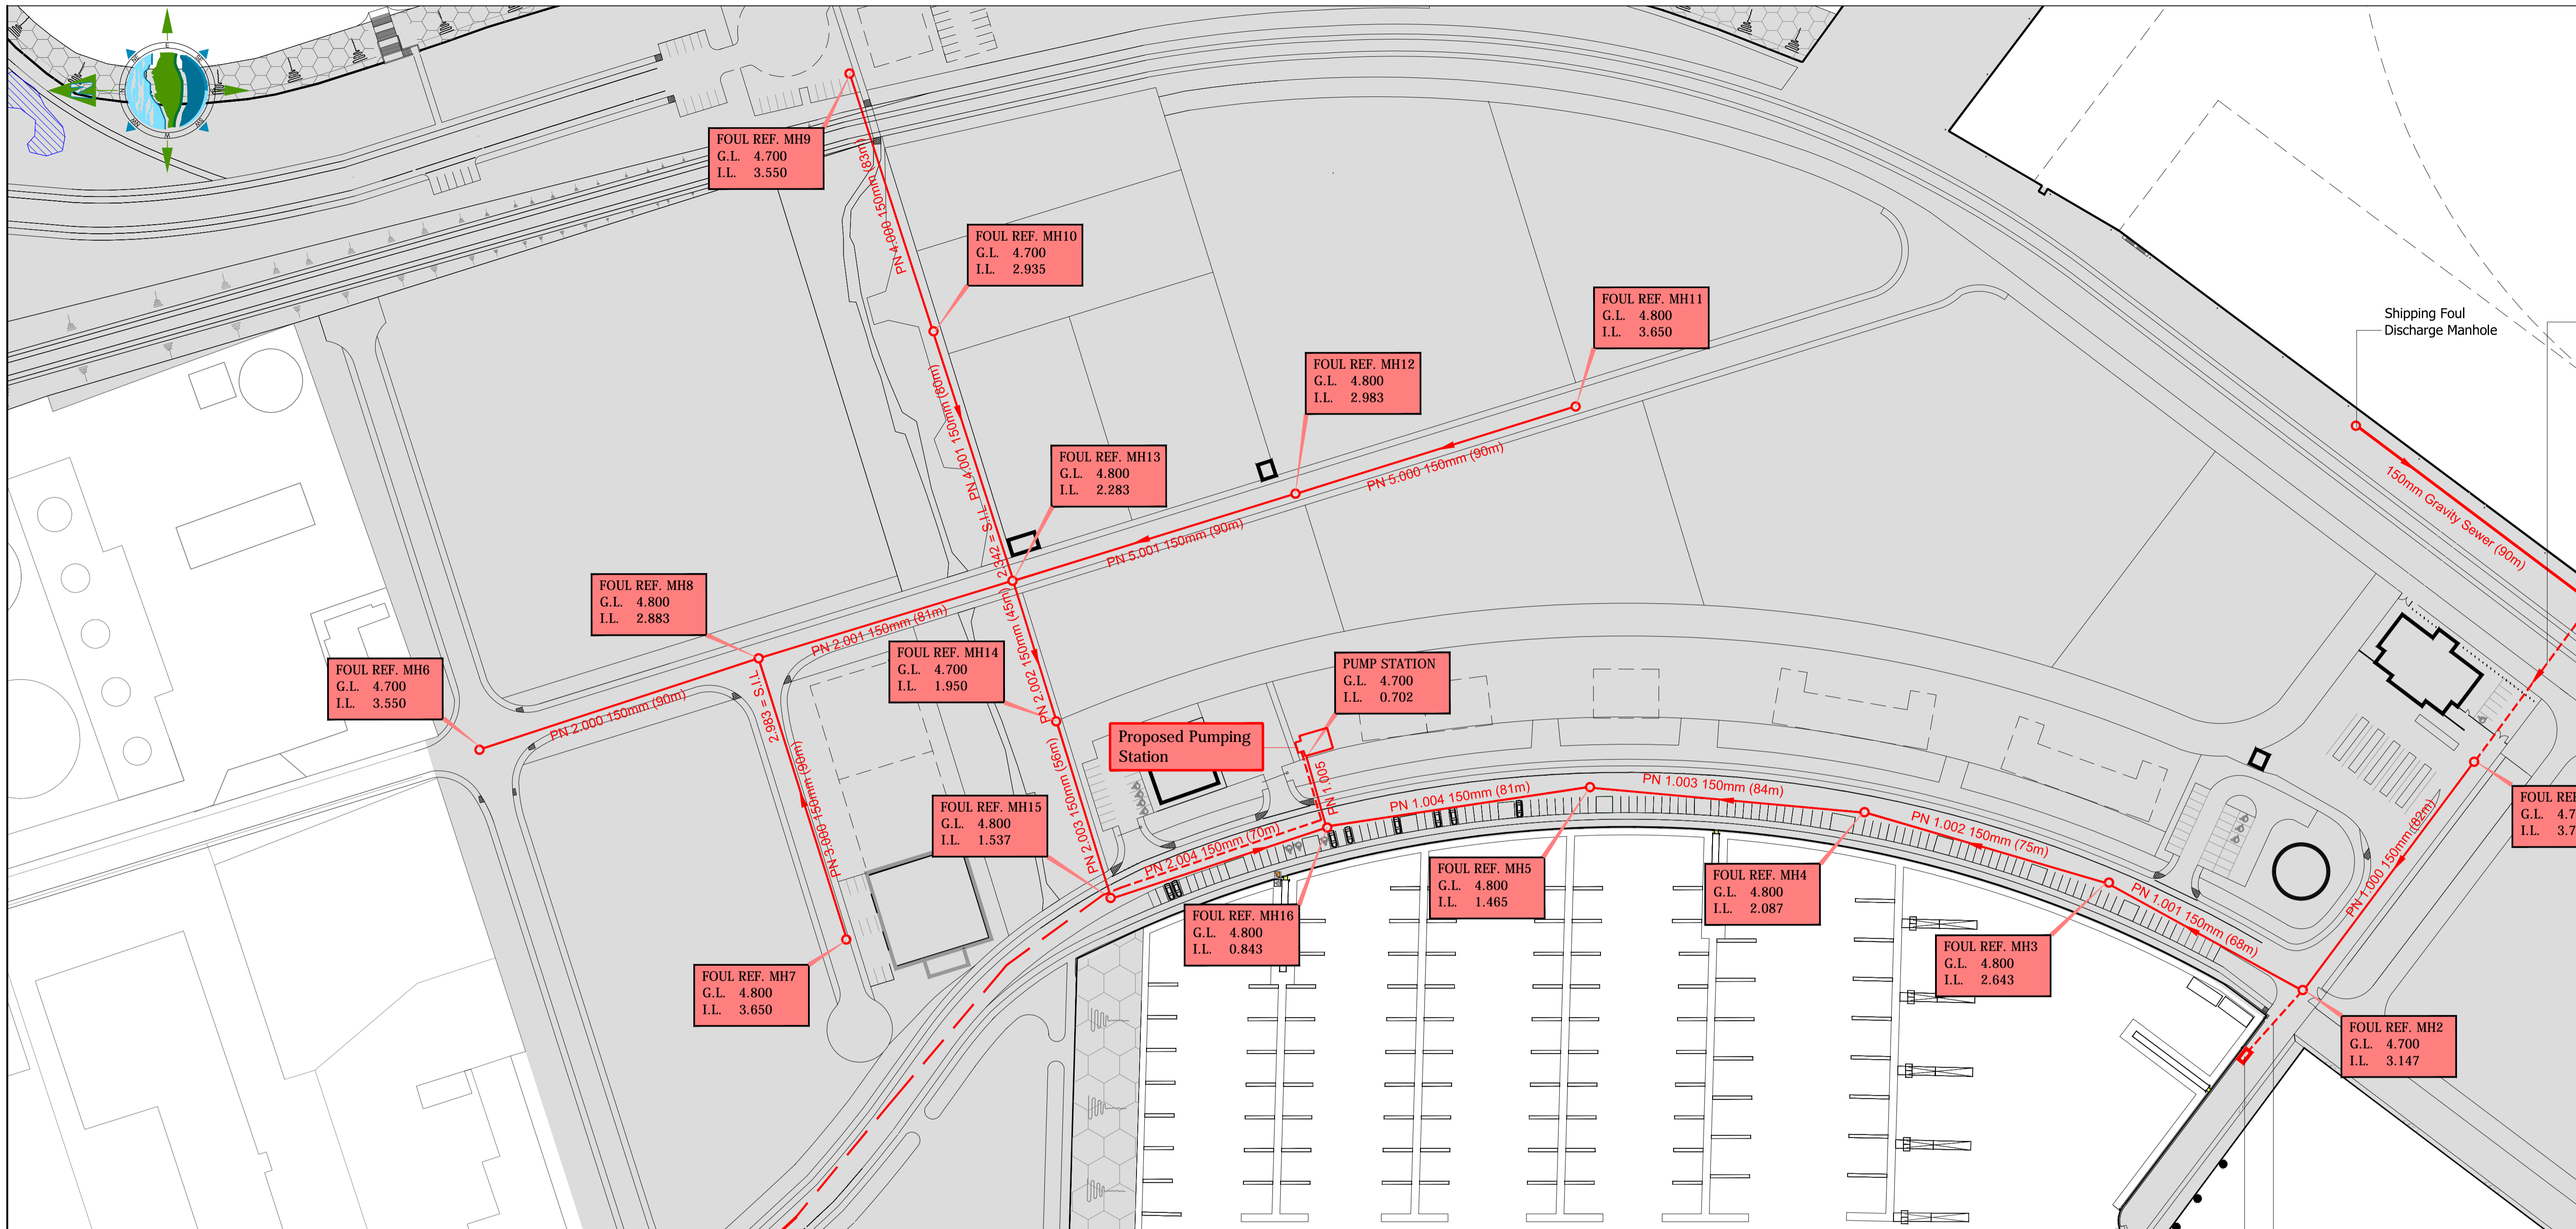 FOUL REF. MH9
G.L. 4.700
I.L. 3.550
PN 4.000 150mm (83m)
FOUL REF. MH10
G.L. 4.700
I.L. 2.935
FOUL REF. MH11
G.L. 4.800
I.L. 3.650
Shipping Foul
Discharge Manhole
FOUL REF. MH12
G.L. 4.800
I.L. 2.983
PN 4.001 150mm (80m)
2.342 = S.I.L
FOUL REF. MH13
G.L. 4.800
I.L. 2.283
PN 5.000 150mm (90m)
150mm Gravity Sewer (90m)
PN 5.001 150mm (90m)
FOUL REF. MH8
G.L. 4.800
I.L. 2.883
PN 2.001 150mm (81m)
PN 2.002 150mm (45m)
FOUL REF. MH14
G.L. 4.700
I.L. 1.950
FOUL REF. MH6
G.L. 4.700
I.L. 3.550
PN 2.000 150mm (90m)
2.983 = S.I.L
PUMP STATION
G.L. 4.700
I.L. 0.702
Proposed Pumping
Station
PN 1.005
PN 3.000 150mm (90m)
PN 2.003 150mm (56m)
PN 1.004 150mm (81m)
PN 1.003 150mm (84m)
PN 1.002 150mm (75m)
FOUL REF. MH15
G.L. 4.800
I.L. 1.537
PN 2.004 150mm (70m)
FOUL REF
G.L. 4.7
I.L. 3.7
PN 1.000 150mm (82m)
FOUL REF. MH5
G.L. 4.800
I.L. 1.465
FOUL REF. MH4
G.L. 4.800
I.L. 2.087
PN 1.001 150mm (68m)
FOUL REF. MH16
G.L. 4.800
I.L. 0.843
FOUL REF. MH3
G.L. 4.800
I.L. 2.643
FOUL REF. MH7
G.L. 4.800
I.L. 3.650
FOUL REF. MH2
G.L. 4.700
I.L. 3.147
N
E
W